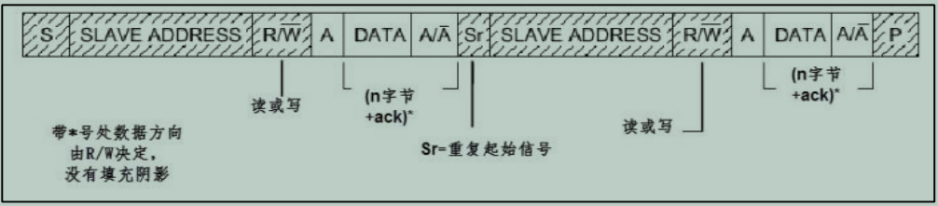 S SLAVE ADDRESS R/W̅ A DATA A/A̅ Sr SLAVE ADDRESS R/W̅ A DATA A/A̅ P
读或写
(n字节
+ack)*
Sr=重复起始信号
读或写
(n字节
+ack)*
带*号处数据方向
由R/W决定,
没有填充阴影